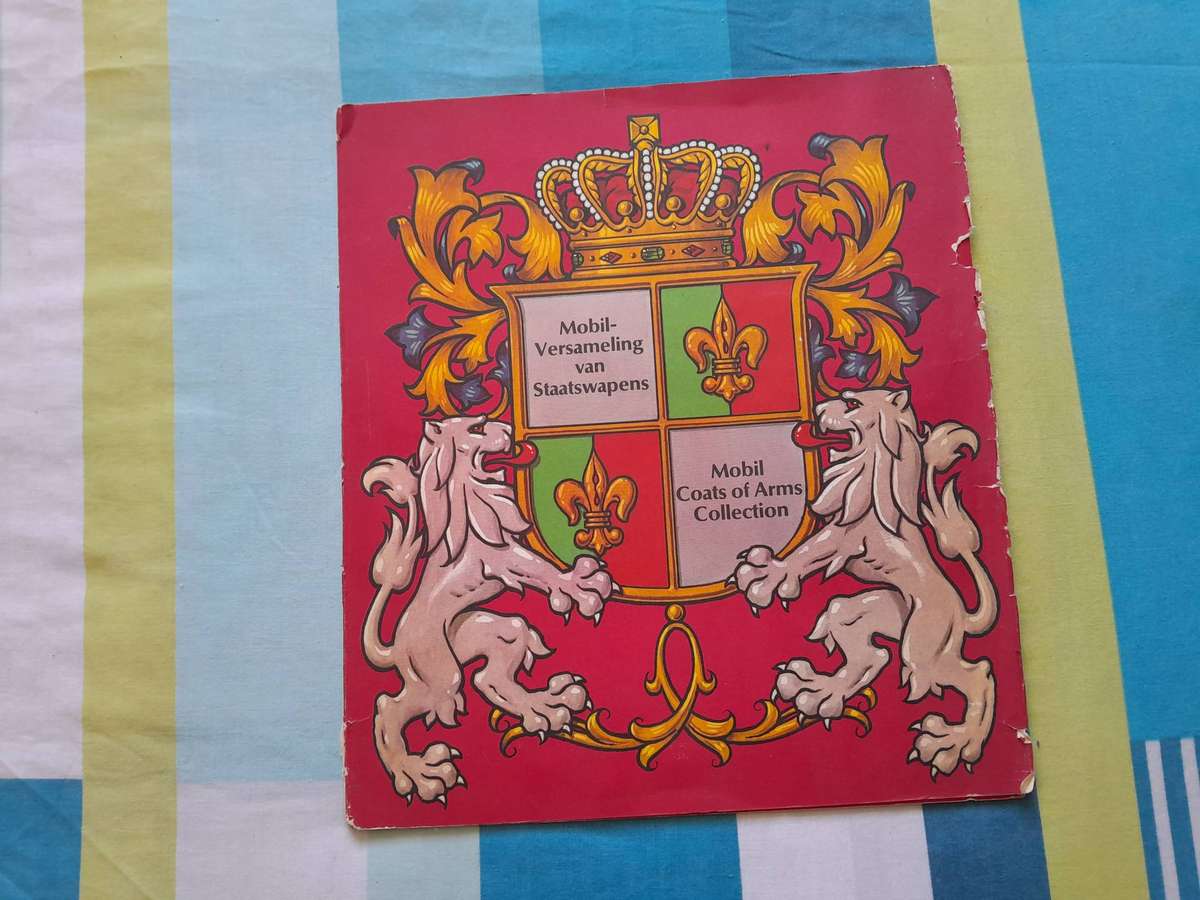 Mobil-
Versameling
van
Staatswapens
Mobil
Coats of Arms
Collection